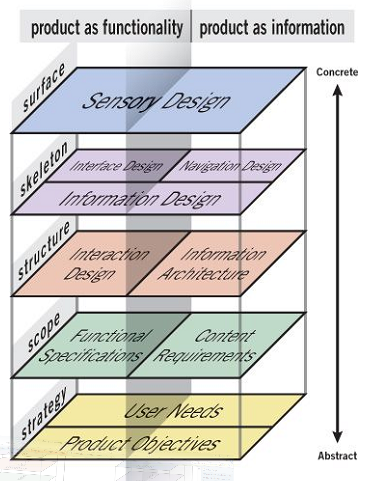 product as functionality product as information
Concrete
surface
Sensory Design
skeleton
Interface Design Navigation Design
Information Design
structure
Interaction Information
Design Architecture
scope
Functional Content
Specifications Requirements
strategy
User Needs
Product Objectives
Abstract